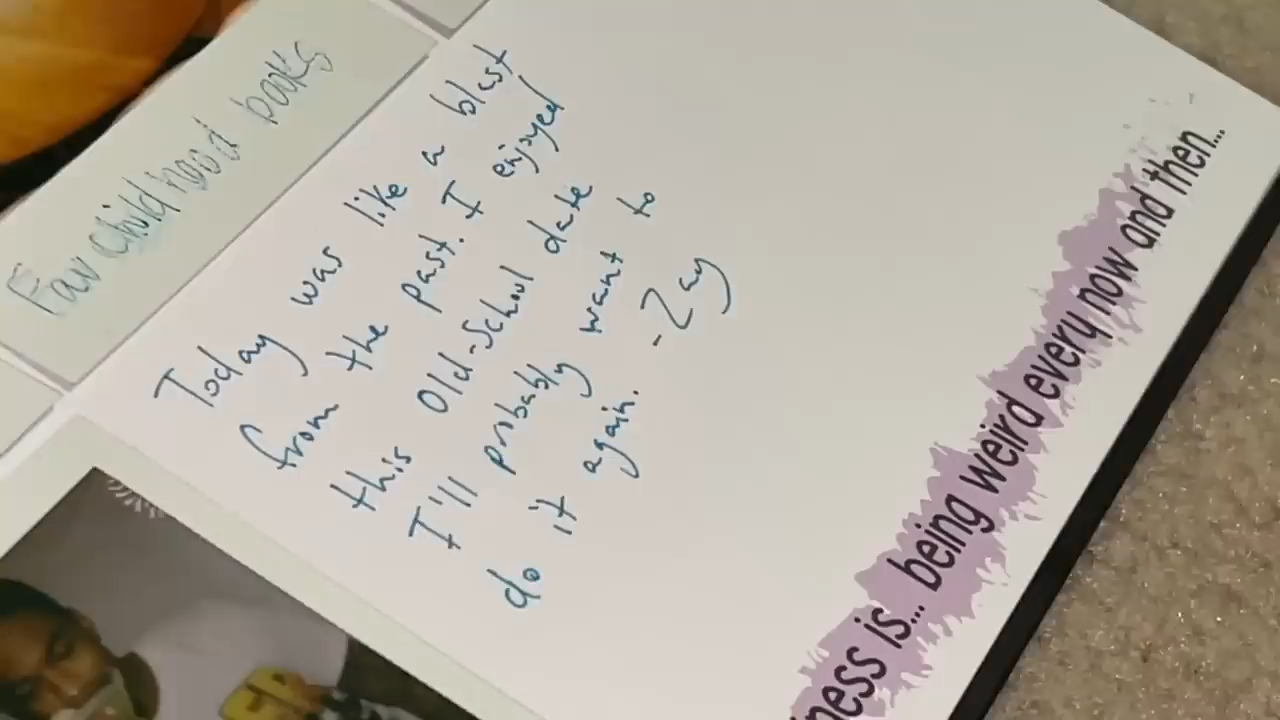 Fav childhood books
Today was like a blast
from the past. I enjoyed
this Old-School date
I'll probably want to
do it again. -Zay
ness is... being weird every now and then...